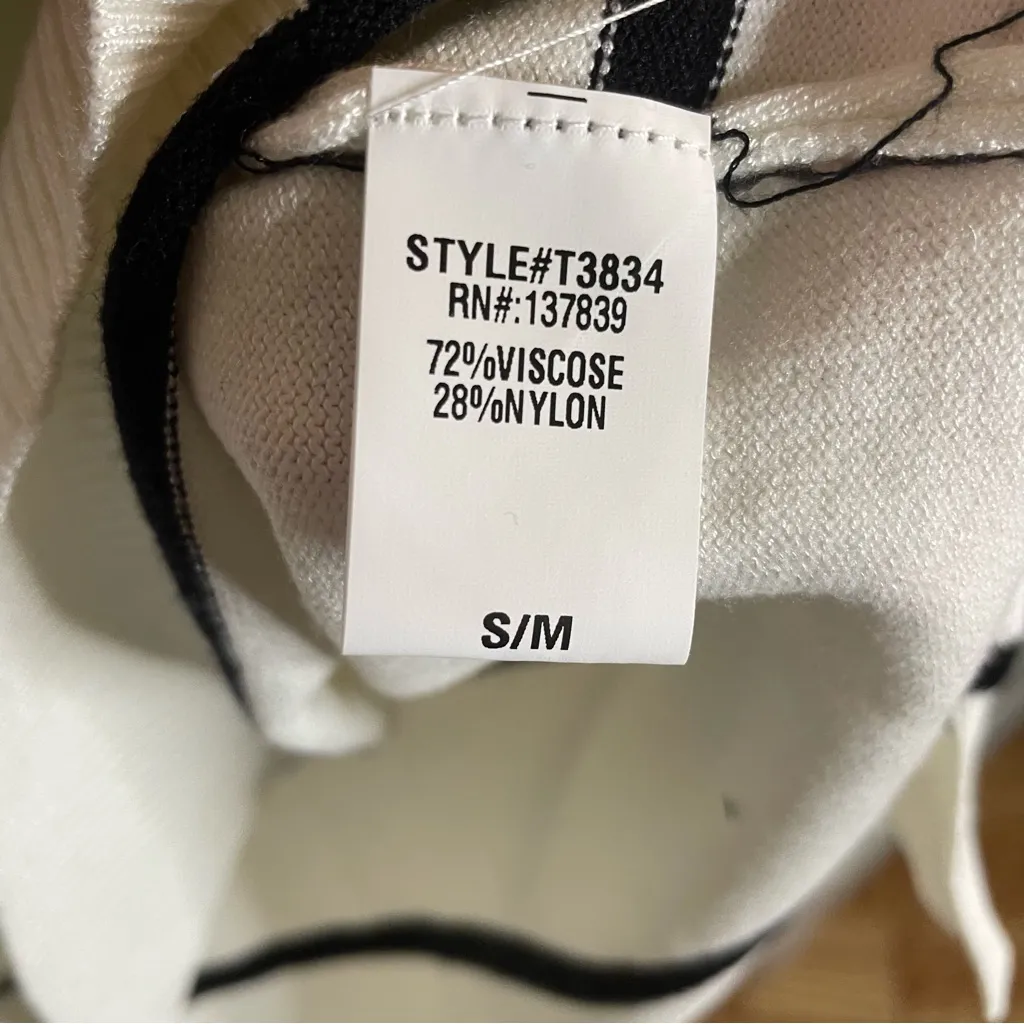 STYLE#T3834
RN#:137839
72%VISCOSE
28%NYLON
S/M